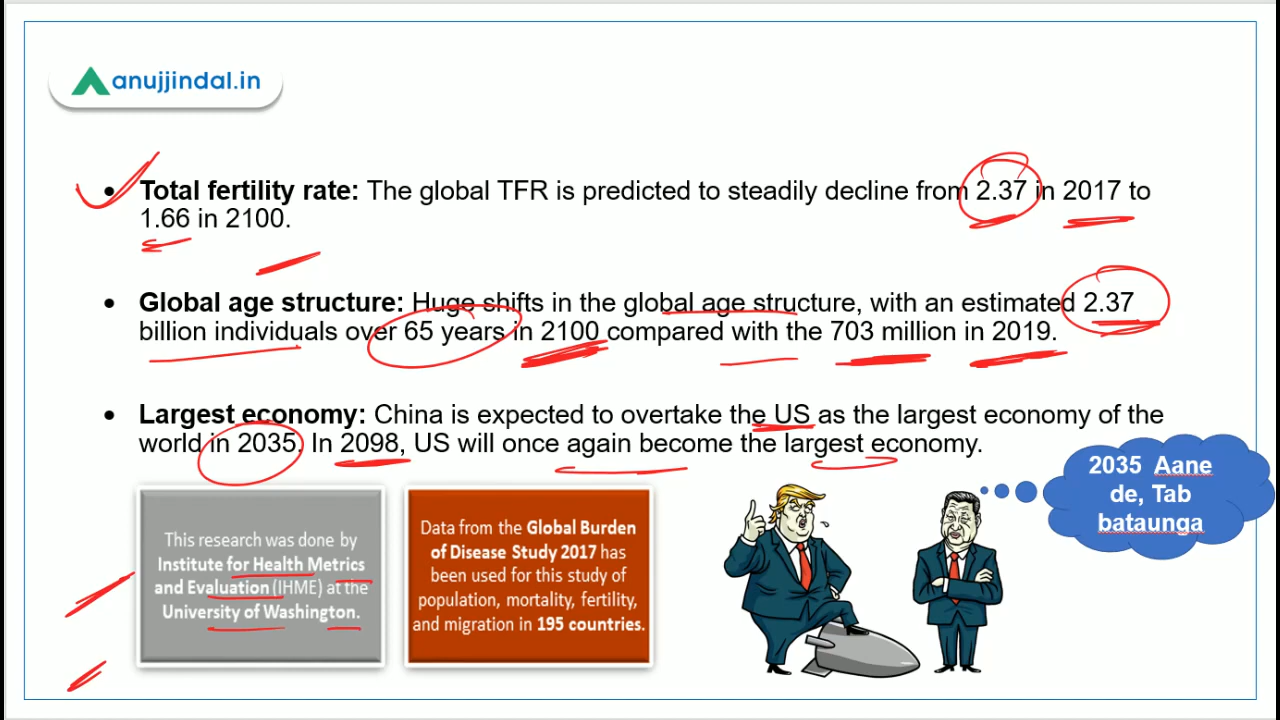 anujjindal.in
• Total fertility rate: The global TFR is predicted to steadily decline from 2.37 in 2017 to
1.66 in 2100.
• Global age structure: Huge shifts in the global age structure, with an estimated 2.37
billion individuals over 65 years in 2100 compared with the 703 million in 2019.
• Largest economy: China is expected to overtake the US as the largest economy of the
world in 2035. In 2098, US will once again become the largest economy.
This research was done by
Institute for Health Metrics
and Evaluation (IHME) at the
University of Washington.
Data from the Global Burden
of Disease Study 2017 has
been used for this study of
population, mortality, fertility,
and migration in 195 countries.
2035 Aane
de, Tab
bataunga